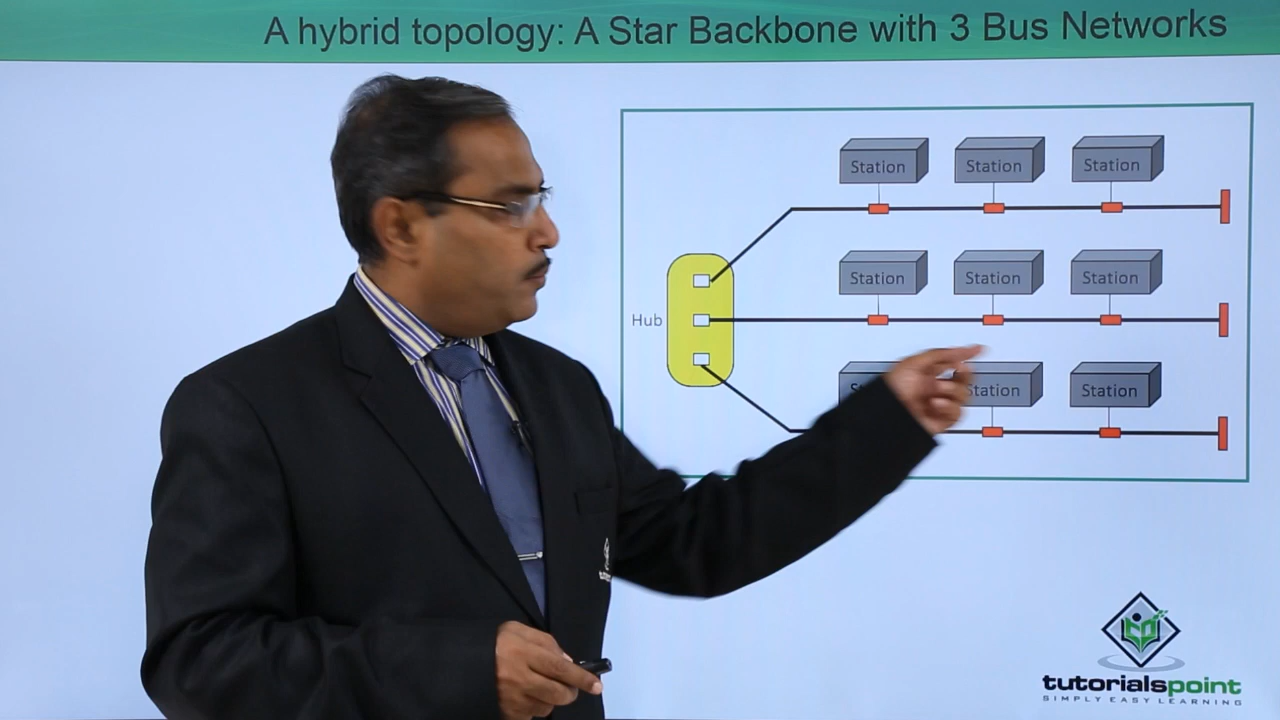 A hybrid topology: A Star Backbone with 3 Bus Networks
Station Station Station
Station Station Station
Hub
Station Station
tutorialspoint
SIMPLY EASY LEARNING